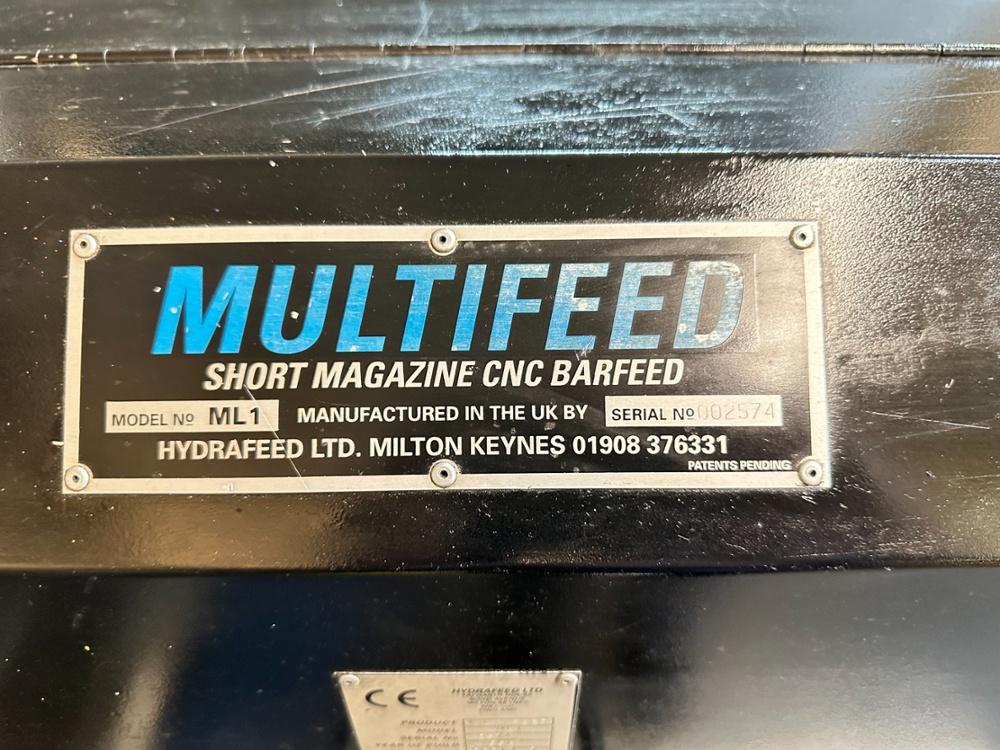 MULTIFEED
SHORT MAGAZINE CNC BARFEED
MODEL Nº ML1 MANUFACTURED IN THE UK BY SERIAL Nº 002574
HYDRAFEED LTD. MILTON KEYNES 01908 376331
PATENTS PENDING
CE HYDRAFEED LTD
PRODUCT
MODEL
SERIAL No
YEAR OF BUILD